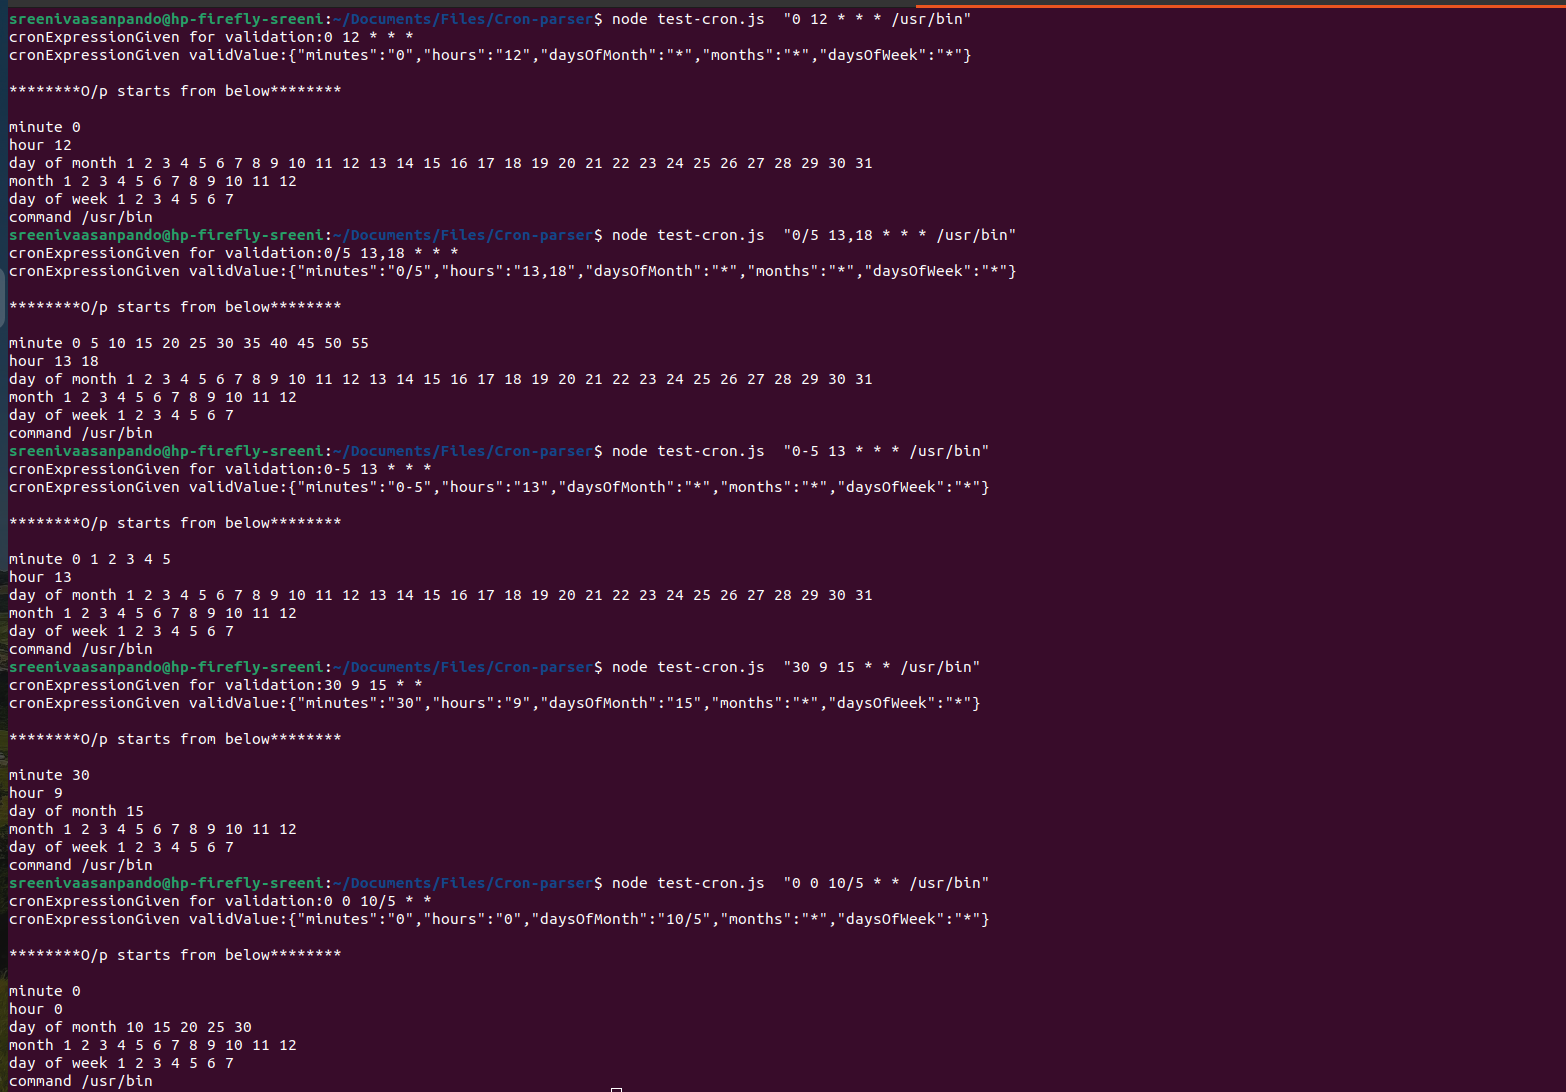 sreenivaasanpando@hp-firefly-sreeni:~/Documents/Files/Cron-parser$ node test-cron.js  "0 12 * * * /usr/bin"
cronExpressionGiven for validation:0 12 * * *
cronExpressionGiven validValue:{"minutes":"0","hours":"12","daysOfMonth":"*","months":"*","daysOfWeek":"*"}
********O/p starts from below********
minute 0
hour 12
day of month 1 2 3 4 5 6 7 8 9 10 11 12 13 14 15 16 17 18 19 20 21 22 23 24 25 26 27 28 29 30 31
month 1 2 3 4 5 6 7 8 9 10 11 12
day of week 1 2 3 4 5 6 7
command /usr/bin
sreenivaasanpando@hp-firefly-sreeni:~/Documents/Files/Cron-parser$ node test-cron.js  "0/5 13,18 * * * /usr/bin"
cronExpressionGiven for validation:0/5 13,18 * * *
cronExpressionGiven validValue:{"minutes":"0/5","hours":"13,18","daysOfMonth":"*","months":"*","daysOfWeek":"*"}
********O/p starts from below********
minute 0 5 10 15 20 25 30 35 40 45 50 55
hour 13 18
day of month 1 2 3 4 5 6 7 8 9 10 11 12 13 14 15 16 17 18 19 20 21 22 23 24 25 26 27 28 29 30 31
month 1 2 3 4 5 6 7 8 9 10 11 12
day of week 1 2 3 4 5 6 7
command /usr/bin
sreenivaasanpando@hp-firefly-sreeni:~/Documents/Files/Cron-parser$ node test-cron.js  "0-5 13 * * * /usr/bin"
cronExpressionGiven for validation:0-5 13 * * *
cronExpressionGiven validValue:{"minutes":"0-5","hours":"13","daysOfMonth":"*","months":"*","daysOfWeek":"*"}
********O/p starts from below********
minute 0 1 2 3 4 5
hour 13
day of month 1 2 3 4 5 6 7 8 9 10 11 12 13 14 15 16 17 18 19 20 21 22 23 24 25 26 27 28 29 30 31
month 1 2 3 4 5 6 7 8 9 10 11 12
day of week 1 2 3 4 5 6 7
command /usr/bin
sreenivaasanpando@hp-firefly-sreeni:~/Documents/Files/Cron-parser$ node test-cron.js  "30 9 15 * * /usr/bin"
cronExpressionGiven for validation:30 9 15 * *
cronExpressionGiven validValue:{"minutes":"30","hours":"9","daysOfMonth":"15","months":"*","daysOfWeek":"*"}
********O/p starts from below********
minute 30
hour 9
day of month 15
month 1 2 3 4 5 6 7 8 9 10 11 12
day of week 1 2 3 4 5 6 7
command /usr/bin
sreenivaasanpando@hp-firefly-sreeni:~/Documents/Files/Cron-parser$ node test-cron.js  "0 0 10/5 * * /usr/bin"
cronExpressionGiven for validation:0 0 10/5 * *
cronExpressionGiven validValue:{"minutes":"0","hours":"0","daysOfMonth":"10/5","months":"*","daysOfWeek":"*"}
********O/p starts from below********
minute 0
hour 0
day of month 10 15 20 25 30
month 1 2 3 4 5 6 7 8 9 10 11 12
day of week 1 2 3 4 5 6 7
command /usr/bin